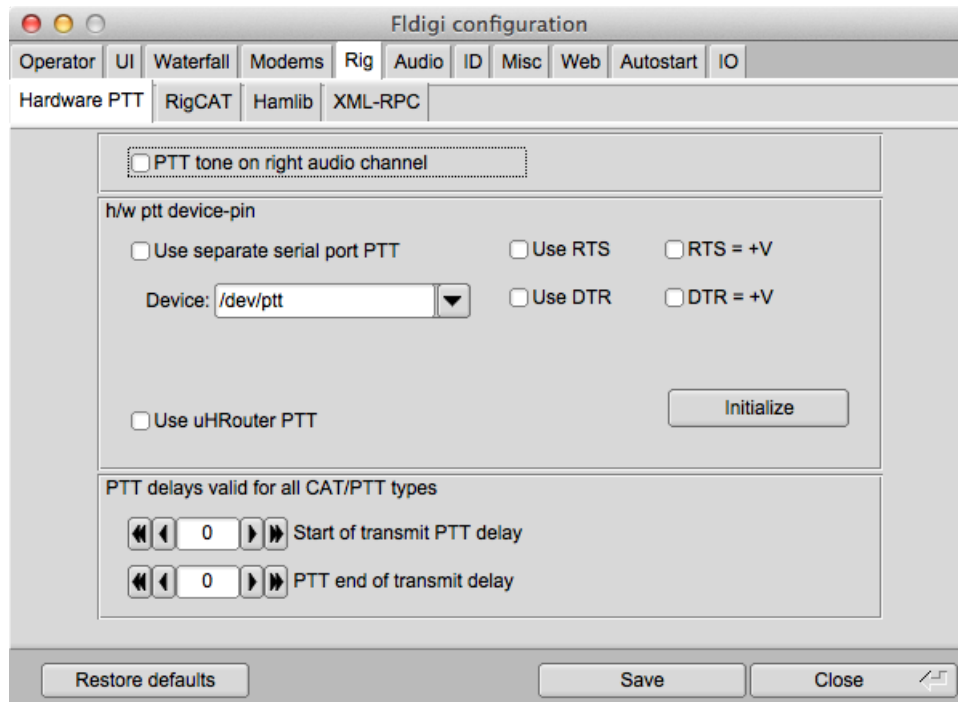 Fldigi configuration
Operator UI Waterfall Modems Rig Audio ID Misc Web Autostart IO
Hardware PTT RigCAT Hamlib XML-RPC
PTT tone on right audio channel
h/w ptt device-pin
Use separate serial port PTT Use RTS RTS = +V
Device: /dev/ptt Use DTR DTR = +V
Use uHRouter PTT Initialize
PTT delays valid for all CAT/PTT types
0 Start of transmit PTT delay
0 PTT end of transmit delay
Restore defaults Save Close